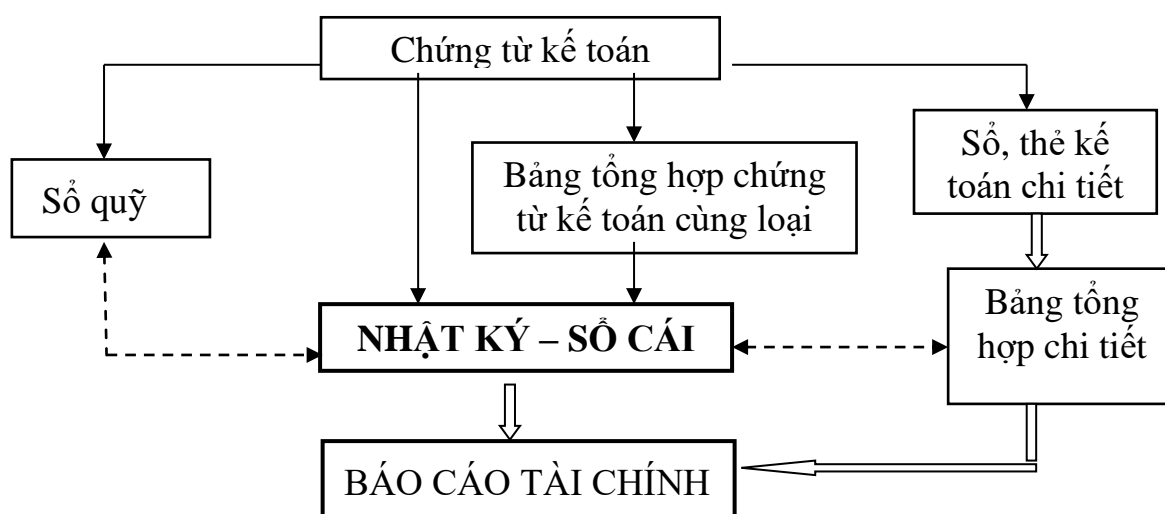 Chứng từ kế toán
Sổ quỹ
Bảng tổng hợp chứng
từ kế toán cùng loại
Sổ, thẻ kế
toán chi tiết
NHẬT KÝ – SỔ CÁI
Bảng tổng
hợp chi tiết
BÁO CÁO TÀI CHÍNH